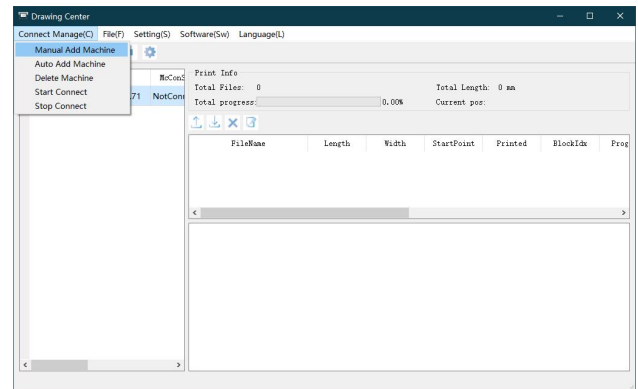 Drawing Center
Connect Manage(C) File(F) Setting(S) Software(Sw) Language(L)
Manual Add Machine
Auto Add Machine
Delete Machine
Start Connect
Stop Connect
McConS
71 NotConn
Print Info
Total Files: 0 Total Length: 0 mm
Total progress: 0.00% Current pos:
FileName Length Width StartPoint Printed BlockIdx Prog